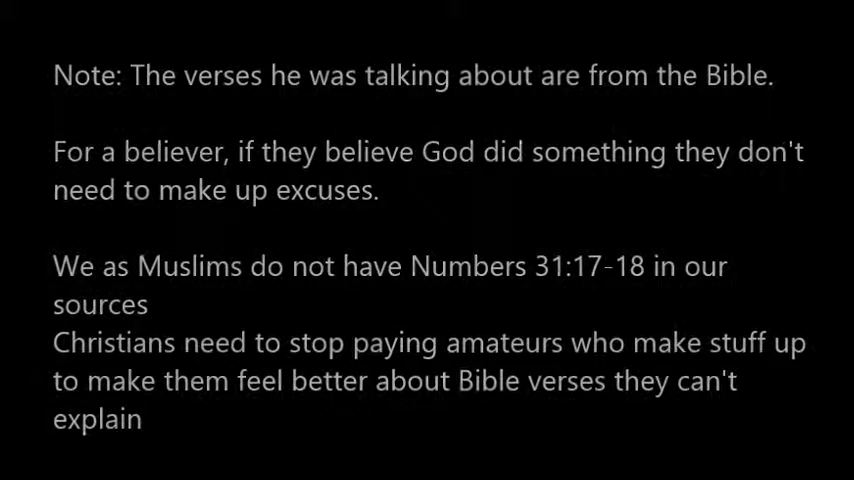 Note: The verses he was talking about are from the Bible.
For a believer, if they believe God did something they don't
need to make up excuses.
We as Muslims do not have Numbers 31:17-18 in our
sources
Christians need to stop paying amateurs who make stuff up
to make them feel better about Bible verses they can't
explain